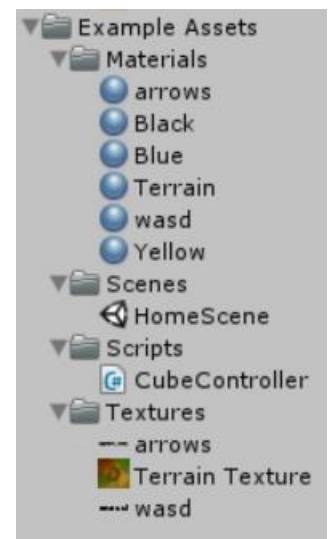 Example Assets
Materials
arrows
Black
Blue
Terrain
wasd
Yellow
Scenes
HomeScene
Scripts
CubeController
Textures
arrows
Terrain Texture
wasd